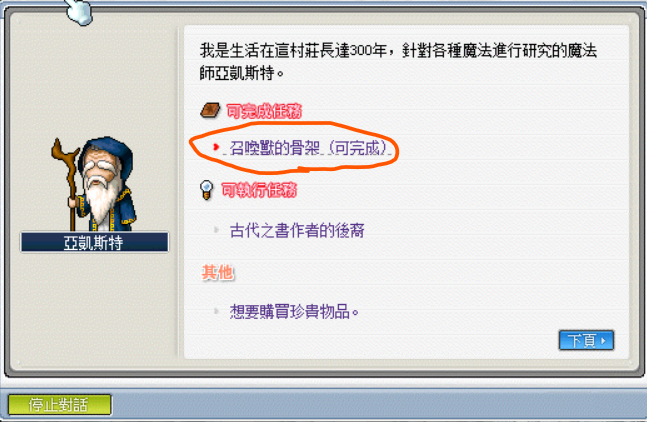 我是生活在這村莊長達300年，針對各種魔法進行研究的魔法
師亞凱斯特。
可完成任務
召喚獸的骨架 (可完成)
亞凱斯特
可執行任務
古代之書作者的後裔
其他
想要購買珍貴物品。
下頁
停止對話